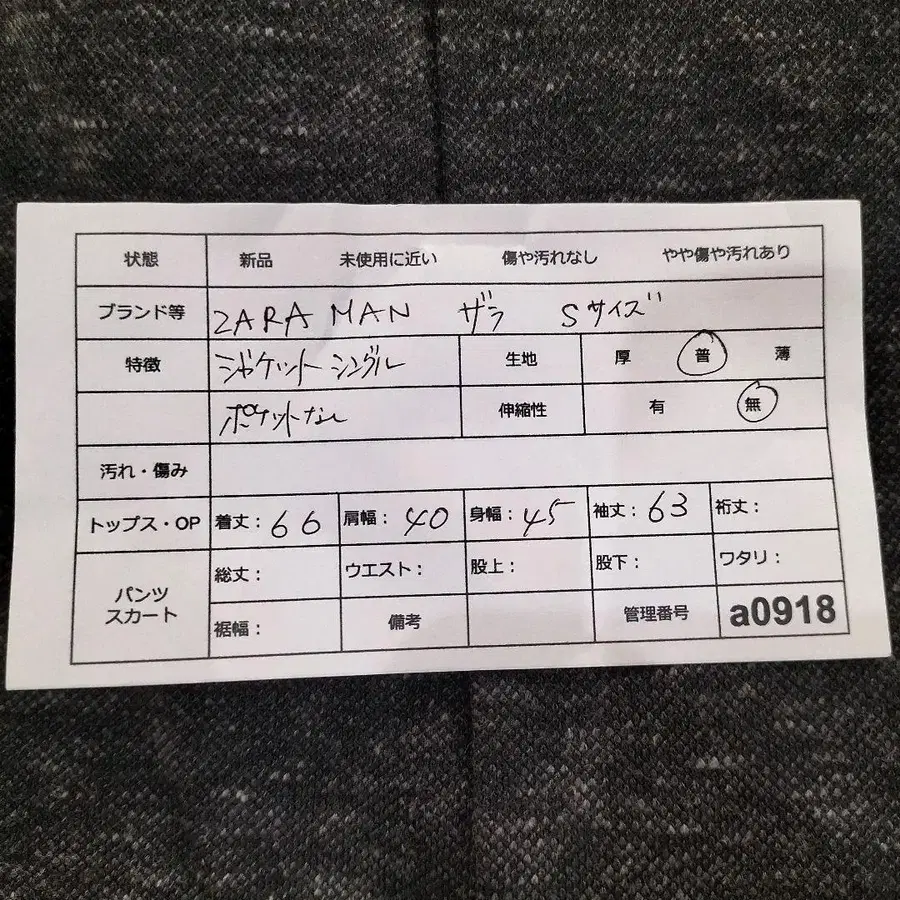 状態 新品 未使用に近い 傷や汚れなし やや傷や汚れあり
ブランド等 ZARA MAN ザラ Sサイズ
特徴 ジャケット シングル 生地 厚 普 薄
ポケットなし 伸縮性 有 無
汚れ・傷み
トップス・OP 着丈：66 肩幅：40 身幅：45 袖丈：63 裄丈：
パンツ スカート 総丈： ウエスト： 股上： 股下： ワタリ：
裾幅： 備考 管理番号 a0918